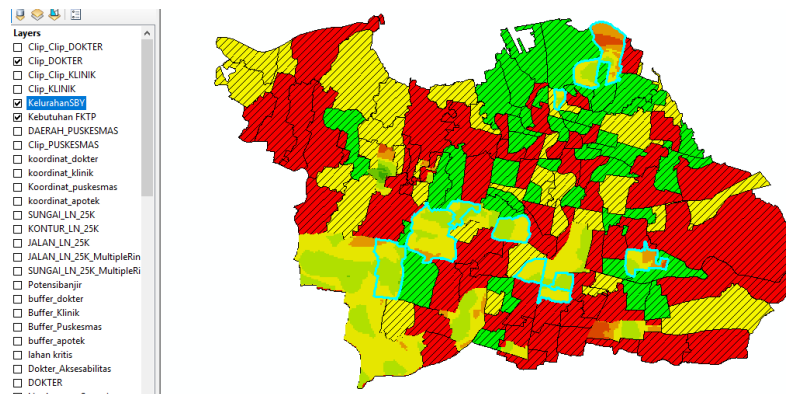 Layers
Clip_Clip_DOKTER
Clip_DOKTER
Clip_Clip_KLINIK
Clip_KLINIK
KelurahanSBY
Kebutuhan FKTP
DAERAH_PUSKESMAS
Clip_PUSKESMAS
koordinat_dokter
koordinat_klinik
Koordinat_puskesmas
koordinat_apotek
SUNGAI_LN_25K
KONTUR_LN_25K
JALAN_LN_25K
JALAN_LN_25K_MultipleRin
SUNGAI_LN_25K_MultipleRi
Potensibanjir
buffer_dokter
Buffer_Klinik
Buffer_Puskesmas
buffer_apotek
lahan kritis
Dokter_Aksesabilitas
DOKTER